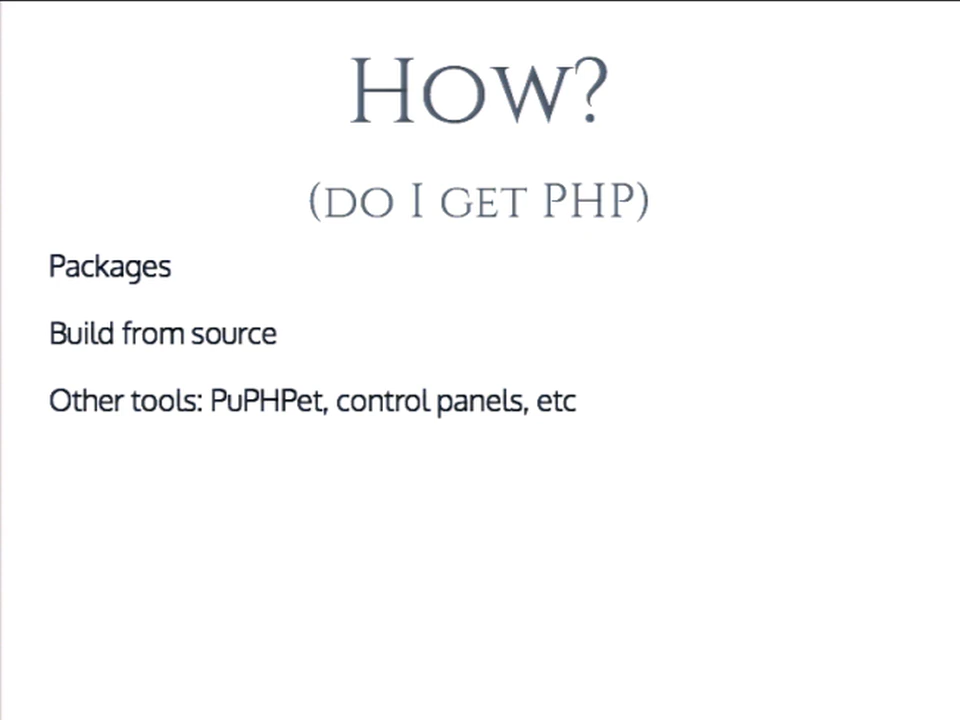 How?
(do I get PHP)
Packages
Build from source
Other tools: PuPHPet, control panels, etc